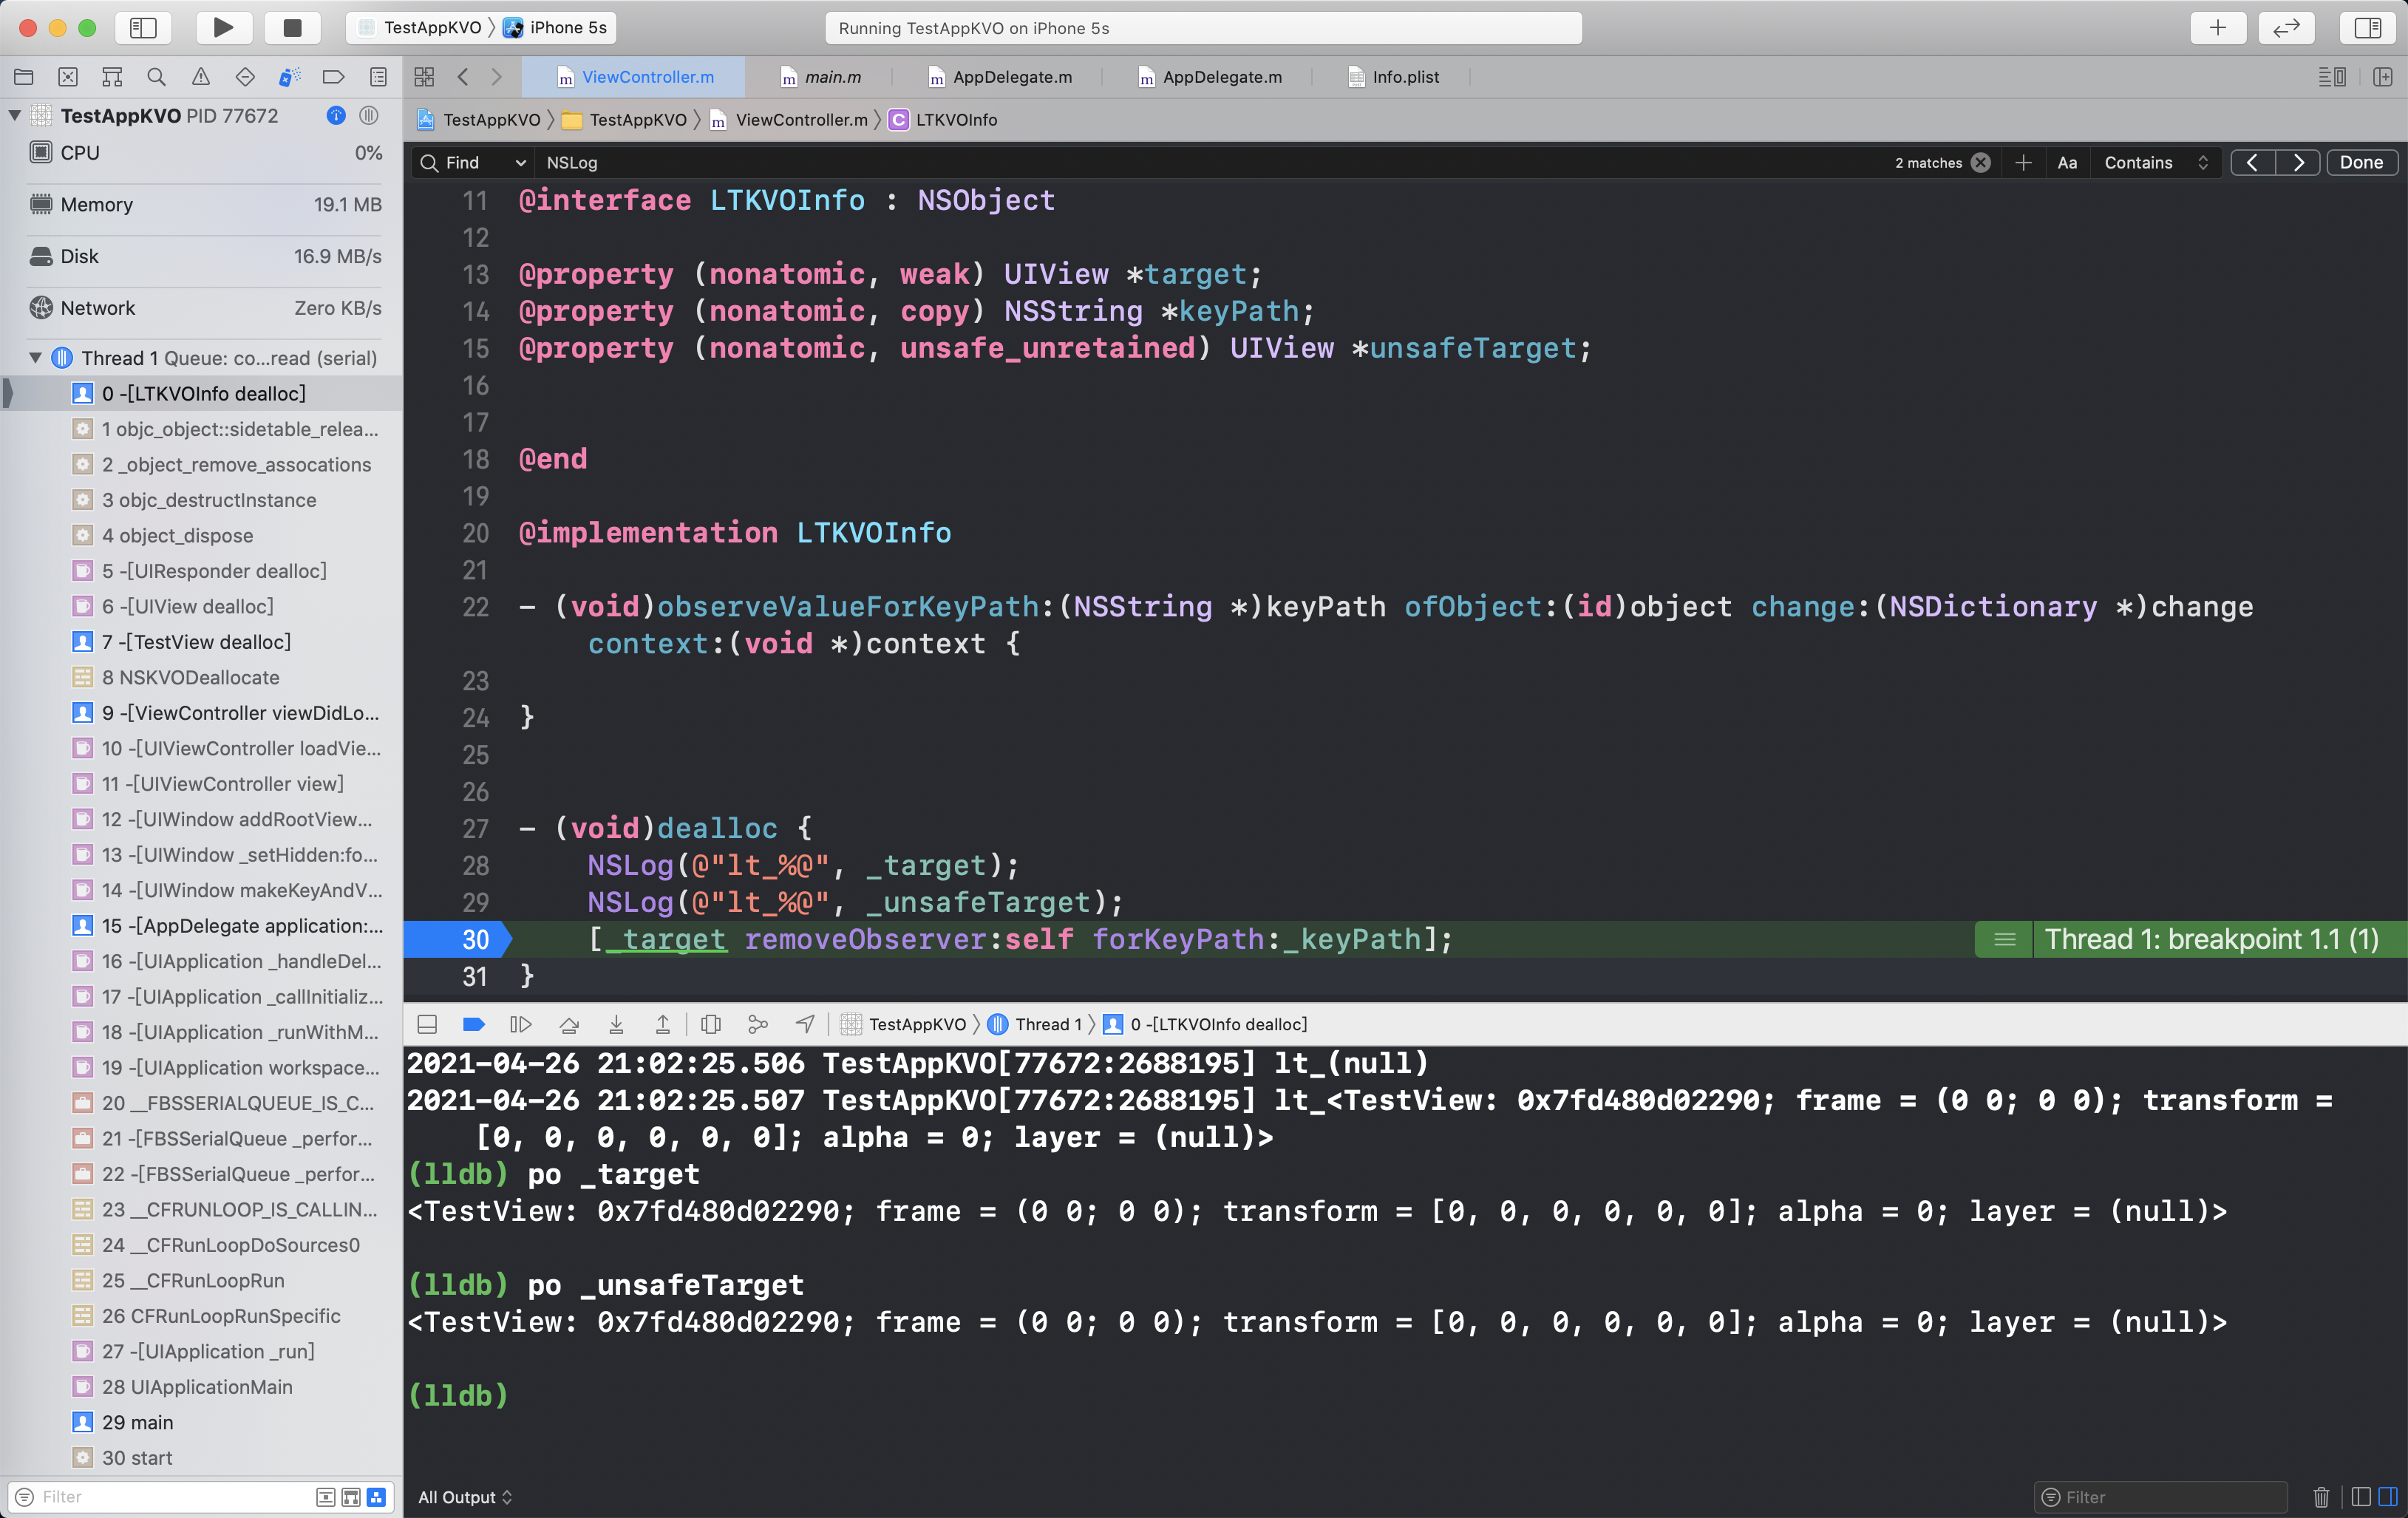 TestAppKVO iPhone 5s
Running TestAppKVO on iPhone 5s
ViewController.m
main.m
AppDelegate.m
AppDelegate.m
Info.plist
TestAppKVO PID 77672
CPU 0%
Memory 19.1 MB
Disk 16.9 MB/s
Network Zero KB/s
Thread 1 Queue: co...read (serial)
0 -[LTKVOInfo dealloc]
1 objc_object::sidetable_relea...
2 _object_remove_assocations
3 objc_destructInstance
4 object_dispose
5 -[UIResponder dealloc]
6 -[UIView dealloc]
7 -[TestView dealloc]
8 NSKVODeallocate
9 -[ViewController viewDidLo...
10 -[UIViewController loadVie...
11 -[UIViewController view]
12 -[UIWindow addRootView...
13 -[UIWindow _setHidden:fo...
14 -[UIWindow makeKeyAndV...
15 -[AppDelegate application:...
16 -[UIApplication _handleDel...
17 -[UIApplication _callInitializ...
18 -[UIApplication _runWithM...
19 -[UIApplication workspace...
20 __FBSSERIALQUEUE_IS_C...
21 -[FBSSerialQueue _perfor...
22 -[FBSSerialQueue _perfor...
23 __CFRUNLOOP_IS_CALLIN...
24 __CFRunLoopDoSources0
25 __CFRunLoopRun
26 CFRunLoopRunSpecific
27 -[UIApplication _run]
28 UIApplicationMain
29 main
30 start
Filter
TestAppKVO TestAppKVO ViewController.m C LTKVOInfo
Find NSLog 2 matches Aa Contains Done
11 @interface LTKVOInfo : NSObject
12
13 @property (nonatomic, weak) UIView *target;
14 @property (nonatomic, copy) NSString *keyPath;
15 @property (nonatomic, unsafe_unretained) UIView *unsafeTarget;
16
17
18 @end
19
20 @implementation LTKVOInfo
21
22 - (void)observeValueForKeyPath:(NSString *)keyPath ofObject:(id)object change:(NSDictionary *)change
context:(void *)context {
23
24 }
25
26
27 - (void)dealloc {
28 NSLog(@"lt_%@", _target);
29 NSLog(@"lt_%@", _unsafeTarget);
30 [_target removeObserver:self forKeyPath:_keyPath]; Thread 1: breakpoint 1.1 (1)
31 }
TestAppKVO Thread 1 0 -[LTKVOInfo dealloc]
2021-04-26 21:02:25.506 TestAppKVO[77672:2688195] lt_(null)
2021-04-26 21:02:25.507 TestAppKVO[77672:2688195] lt_<TestView: 0x7fd480d02290; frame = (0 0; 0 0); transform =
[0, 0, 0, 0, 0, 0]; alpha = 0; layer = (null)>
(lldb) po _target
<TestView: 0x7fd480d02290; frame = (0 0; 0 0); transform = [0, 0, 0, 0, 0, 0]; alpha = 0; layer = (null)>
(lldb) po _unsafeTarget
<TestView: 0x7fd480d02290; frame = (0 0; 0 0); transform = [0, 0, 0, 0, 0, 0]; alpha = 0; layer = (null)>
(lldb)
All Output
Filter